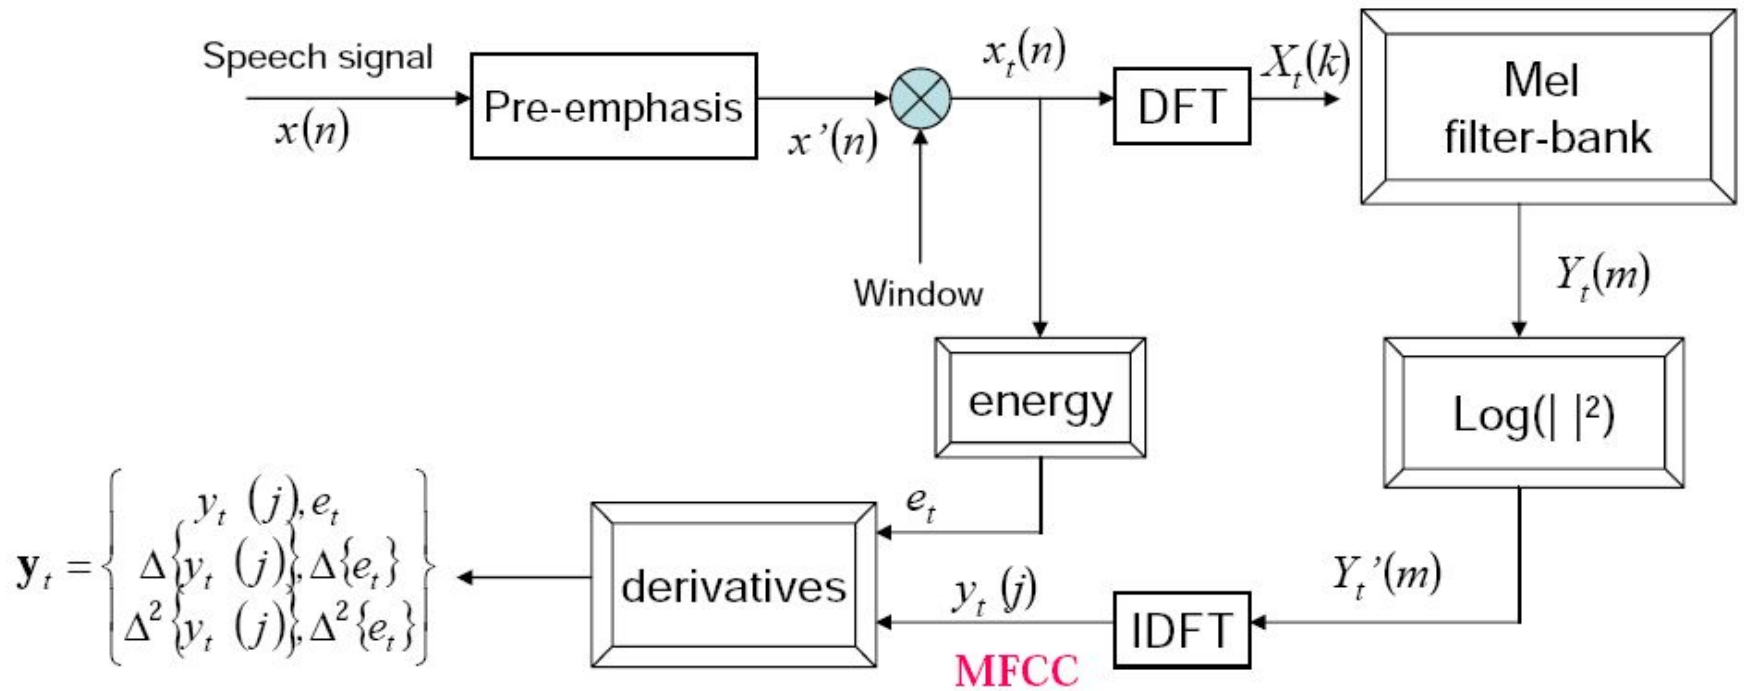 Speech signal
x(n)
Pre-emphasis
x'(n)
Window
x_t(n)
DFT
X_t(k)
Mel
filter-bank
Y_t(m)
Log(| |²)
Y_t'(m)
IDFT
y_t (j)
MFCC
energy
e_t
derivatives
y_t = { y_t (j), e_t
Δ{y_t (j)}, Δ{e_t}
Δ²{y_t (j)}, Δ²{e_t} }